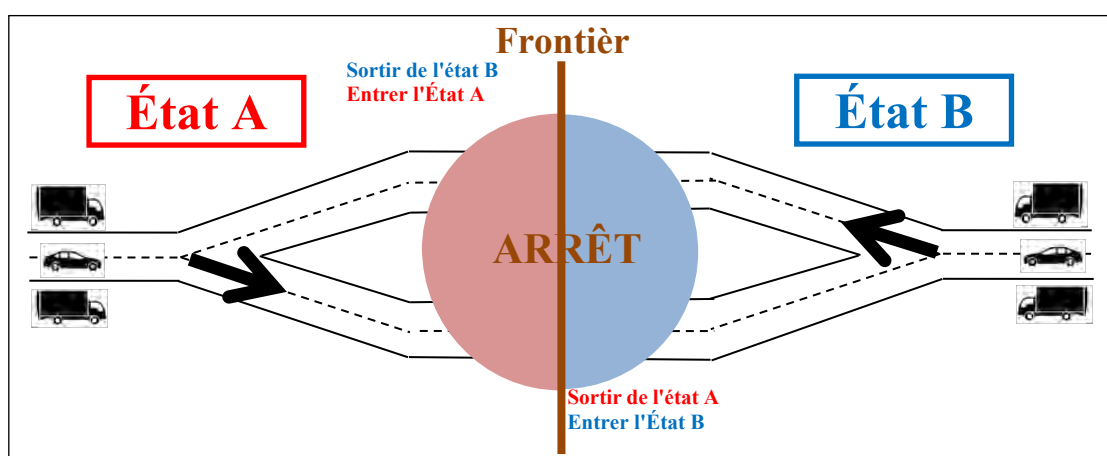 Frontièr
Sortir de l'état B
Entrer l'État A
État A
État B
ARRÊT
Sortir de l'état A
Entrer l'État B